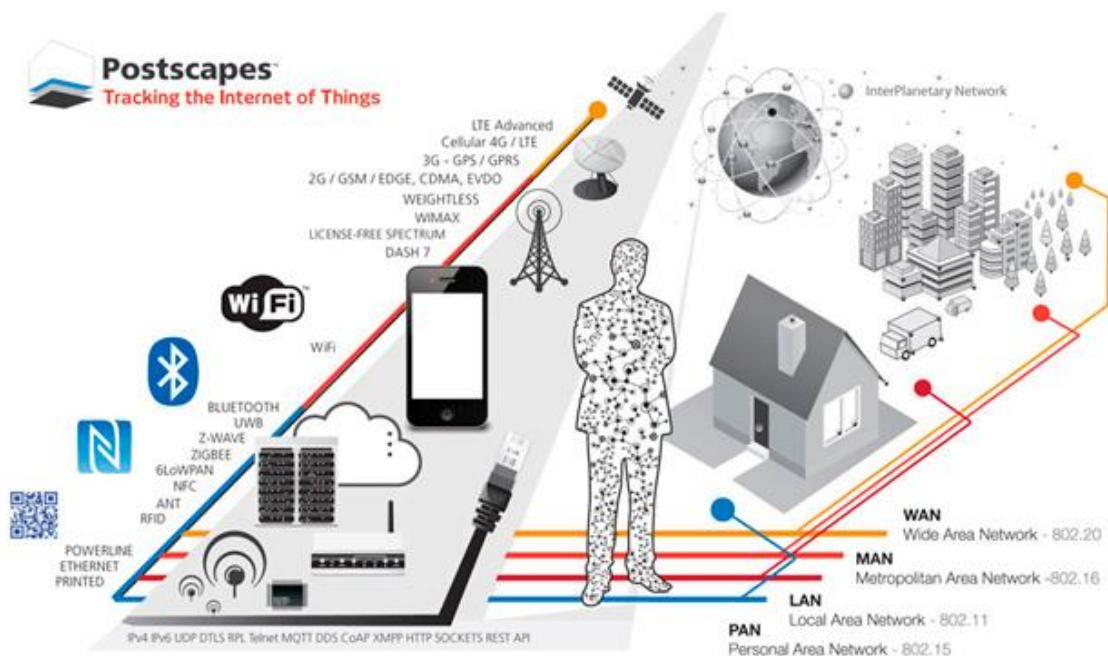 Postscapes™
Tracking the Internet of Things
InterPlanetary Network
LTE Advanced
Cellular 4G / LTE
3G - GPS / GPRS
2G / GSM / EDGE, CDMA, EVDO
WEIGHTLESS
WIMAX
LICENSE-FREE SPECTRUM
DASH 7
WiFi™
WiFi
BLUETOOTH
UWB
Z-WAVE
ZIGBEE
6LoWPAN
NFC
ANT
RFID
POWERLINE
ETHERNET
PRINTED
WAN
Wide Area Network - 802.20
MAN
Metropolitan Area Network -802.16
LAN
Local Area Network - 802.11
PAN
Personal Area Network - 802.15
IPv4 IPv6 UDP DTLS RPL Telnet MQTT DDS CoAP XMPP HTTP SOCKETS REST API